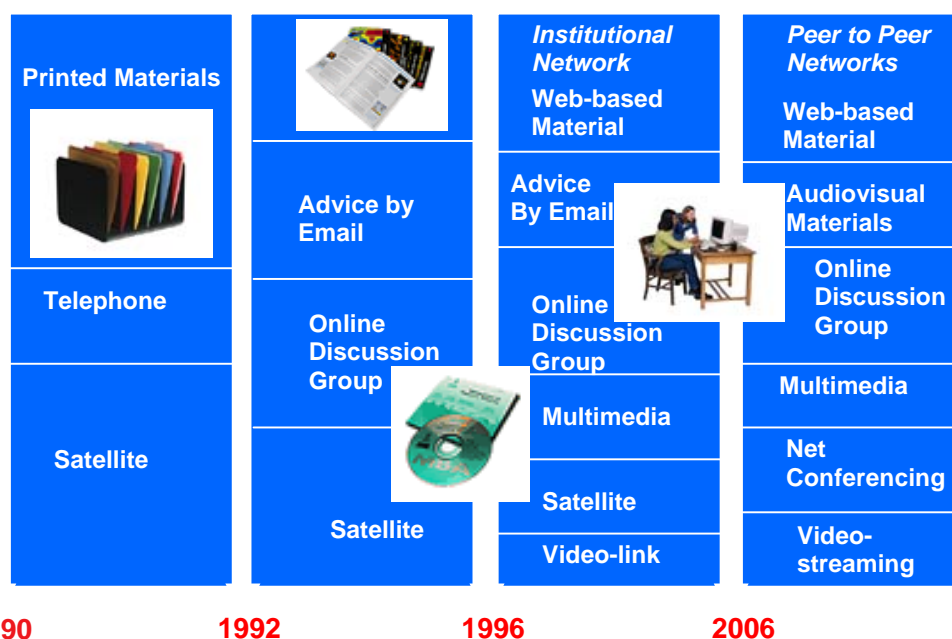 Printed Materials
Telephone
Satellite
Advice by
Email
Online
Discussion
Group
Satellite
Institutional
Network
Web-based
Material
Advice
By Email
Online
Discussion
Group
Multimedia
Satellite
Video-link
Peer to Peer
Networks
Web-based
Material
Audiovisual
Materials
Online
Discussion
Group
Multimedia
Net
Conferencing
Video-
streaming
90
1992
1996
2006